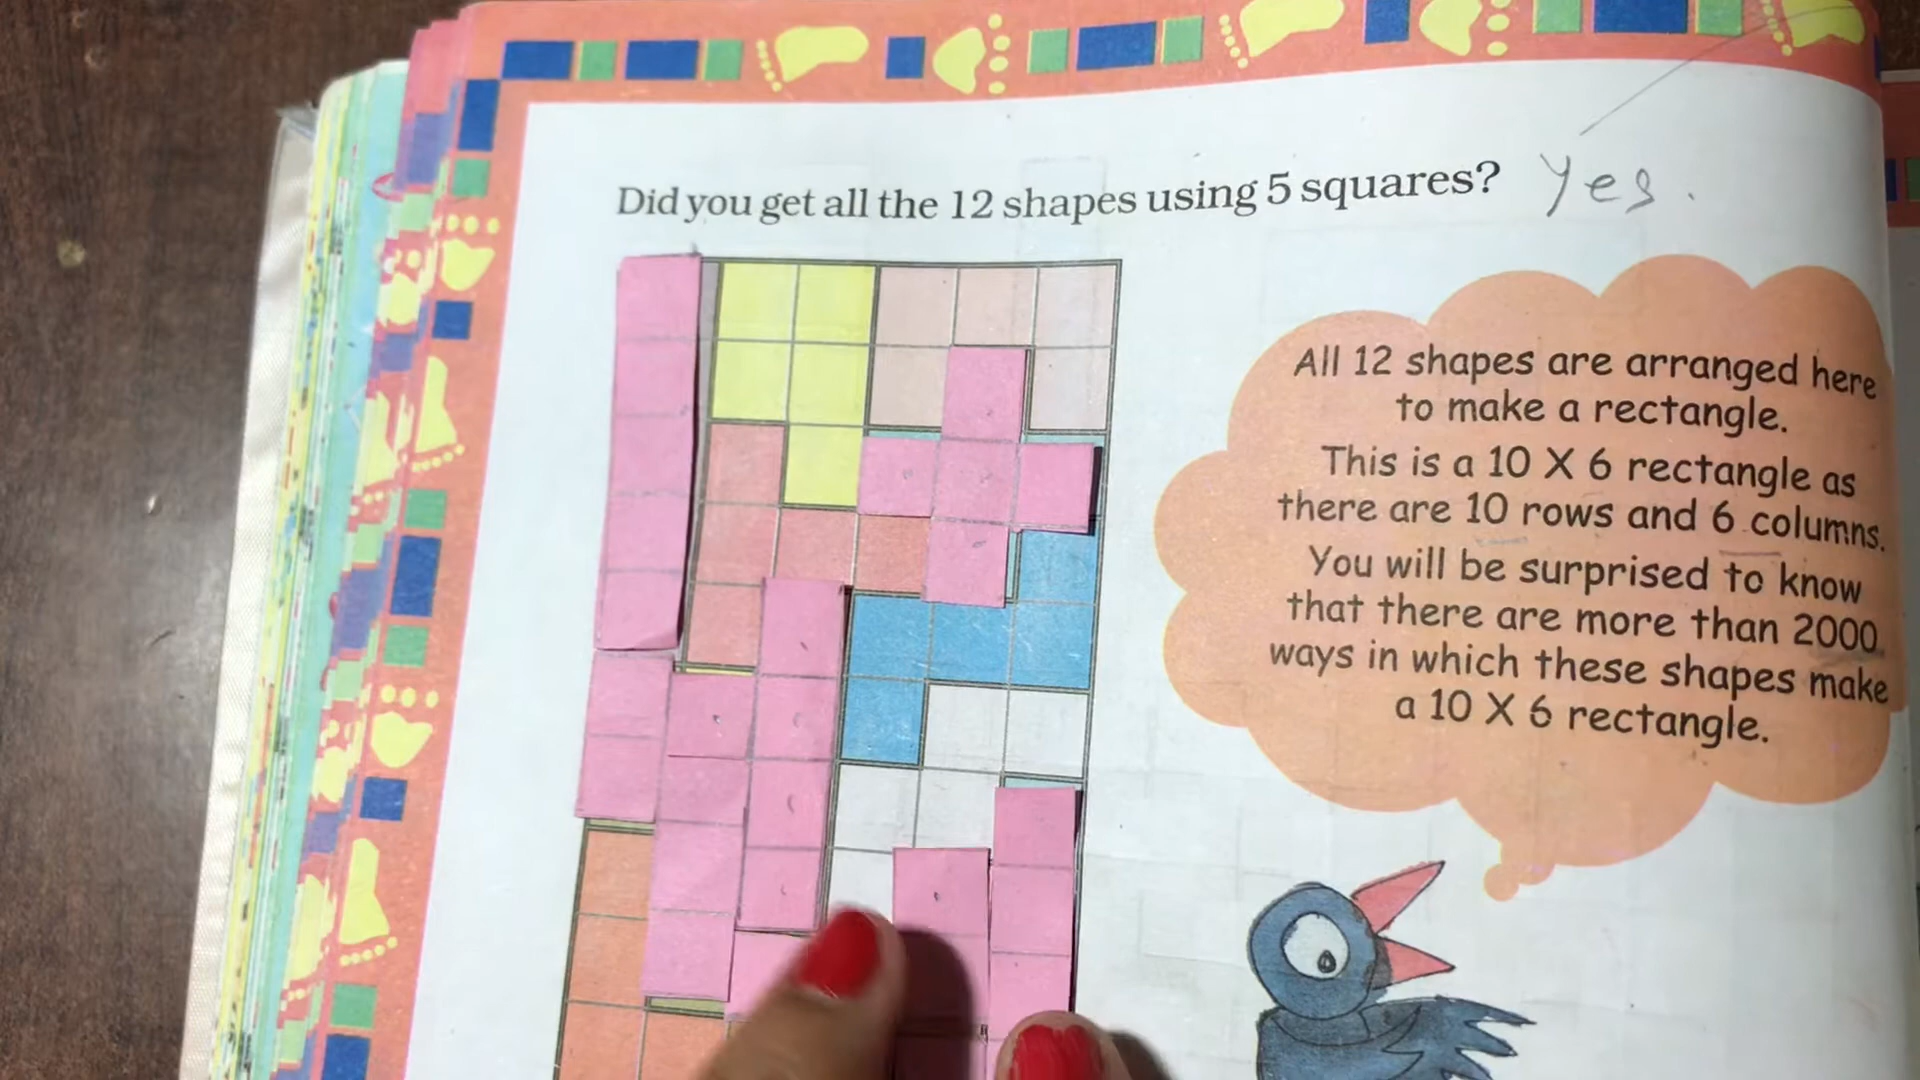 Did you get all the 12 shapes using 5 squares? Yes.
All 12 shapes are arranged here
to make a rectangle.
This is a 10 X 6 rectangle as
there are 10 rows and 6 columns.
You will be surprised to know
that there are more than 2000
ways in which these shapes make
a 10 X 6 rectangle.